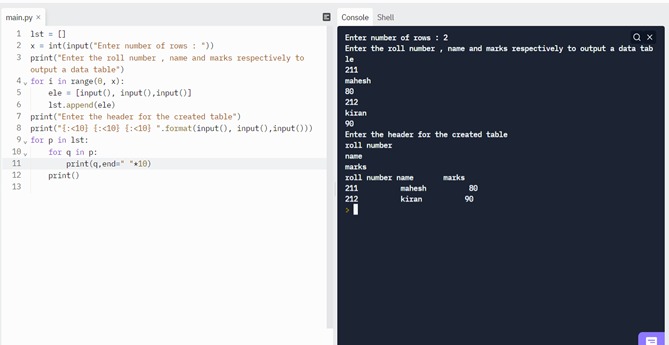 main.py ×
1 lst = []
2 x = int(input("Enter number of rows : "))
3 print("Enter the roll number , name and marks respectively to
output a data table")
4 for i in range(0, x):
5     ele = [input(), input(),input()]
6     lst.append(ele)
7 print("Enter the header for the created table")
8 print("{:<10} {:<10} {:<10} ".format(input(), input(),input()))
9 for p in lst:
10     for q in p:
11         print(q,end=" "*10)
12     print()
13
Console Shell
Enter number of rows : 2
Enter the roll number , name and marks respectively to output a data tab
le
211
mahesh
80
212
kiran
90
Enter the header for the created table
roll number
name
marks
roll number name       marks
211          mahesh          80
212          kiran          90
>